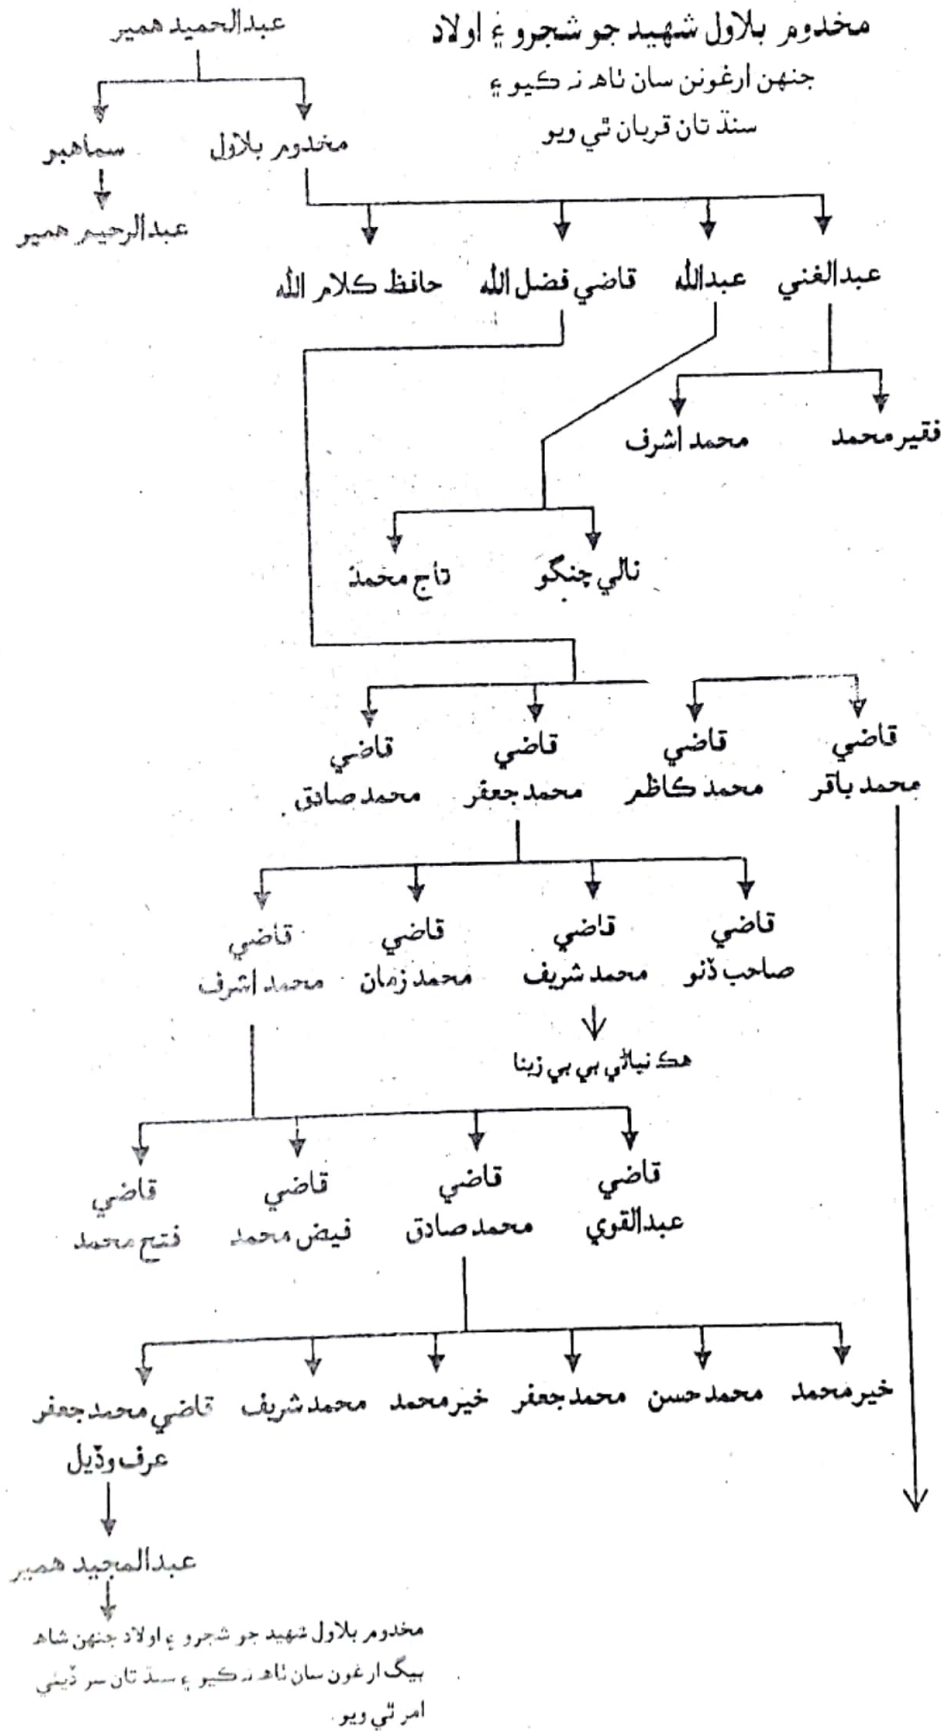 مخدوم بلاول شهيد جو شجرو ۽ اولاد
جنهن ارغونن سان ٺاهه نہ ڪيو ۽
سنڌ تان قربان ٿي ويو
عبدالحميد همير
مخدوم بلاول
سماهبو
عبدالرحيم همير
عبدالغني
عبدالله
قاضي فضل الله
حافظ ڪلام الله
فقير محمد
محمد اشرف
نالي چنگو
تاج محمد
قاضي
محمد باقر
قاضي
محمد ڪاظم
قاضي
محمد جعفر
قاضي
محمد صادق
قاضي
صاحب ڏنو
قاضي
محمد شريف
قاضي
محمد زمان
قاضي
محمد اشرف
هڪ نياڻي بي بي زينا
قاضي
عبدالقوي
قاضي
محمد صادق
قاضي
فيض محمد
قاضي
فتح محمد
خير محمد
محمد حسن
محمد جعفر
خير محمد
محمد شريف
قاضي محمد جعفر
عرف وڏيل
عبدالمجيد همير
مخدوم بلاول شهيد جو شجرو ۽ اولاد جنهن شاهه
بيگ ارغون سان ٺاهه نہ ڪيو ۽ سنڌ تان سر ڏيئي
امر ٿي ويو.